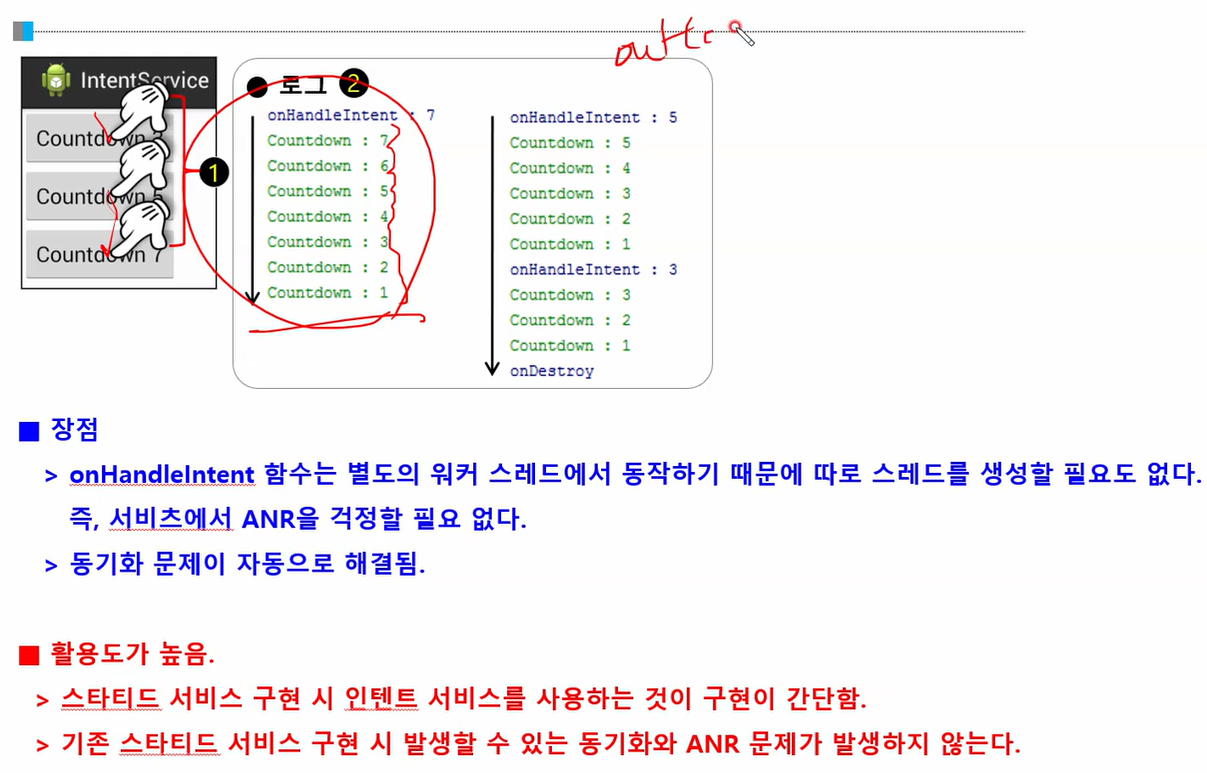 IntentService
Countdown 3
Countdown 5
Countdown 7
1
● 로그 2
onHandleIntent : 7
Countdown : 7
Countdown : 6
Countdown : 5
Countdown : 4
Countdown : 3
Countdown : 2
Countdown : 1
onHandleIntent : 5
Countdown : 5
Countdown : 4
Countdown : 3
Countdown : 2
Countdown : 1
onHandleIntent : 3
Countdown : 3
Countdown : 2
Countdown : 1
onDestroy
■ 장점
> onHandleIntent 함수는 별도의 워커 스레드에서 동작하기 때문에 따로 스레드를 생성할 필요도 없다.
즉, 서비츠에서 ANR을 걱정할 필요 없다.
> 동기화 문제이 자동으로 해결됨.
■ 활용도가 높음.
> 스타티드 서비스 구현 시 인텐트 서비스를 사용하는 것이 구현이 간단함.
> 기존 스타티드 서비스 구현 시 발생할 수 있는 동기화와 ANR 문제가 발생하지 않는다.